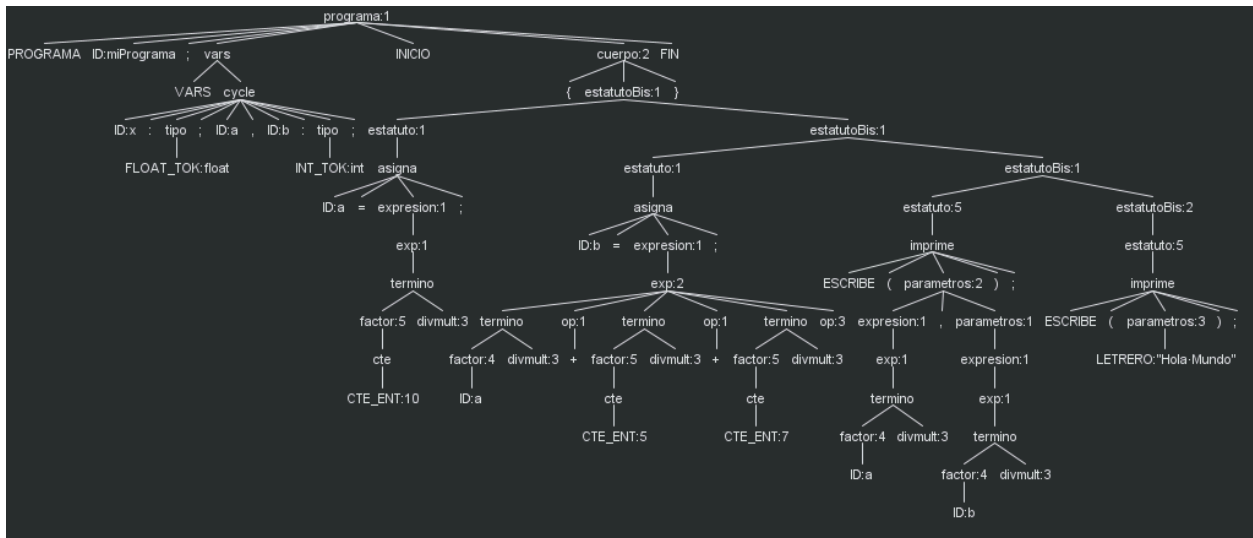 programa:1
PROGRAMA ID:miPrograma ; vars INICIO cuerpo:2 FIN
VARS cycle { estatutoBis:1 }
ID:x : tipo ; ID:a , ID:b : tipo ; estatuto:1 estatutoBis:1
FLOAT_TOK:float INT_TOK:int asigna estatuto:1 estatutoBis:1
ID:a = expresion:1 ; asigna estatuto:5 estatutoBis:2
exp:1 ID:b = expresion:1 ; imprime estatuto:5
termino exp:2 ESCRIBE ( parametros:2 ) ; imprime
factor:5 divmult:3 termino op:1 termino op:1 termino op:3 expresion:1 , parametros:1 ESCRIBE ( parametros:3 ) ;
cte factor:4 divmult:3 + factor:5 divmult:3 + factor:5 divmult:3 exp:1 expresion:1 LETRERO:"Hola·Mundo"
CTE_ENT:10 ID:a cte cte termino exp:1
CTE_ENT:5 CTE_ENT:7 factor:4 divmult:3 termino
ID:a factor:4 divmult:3
ID:b